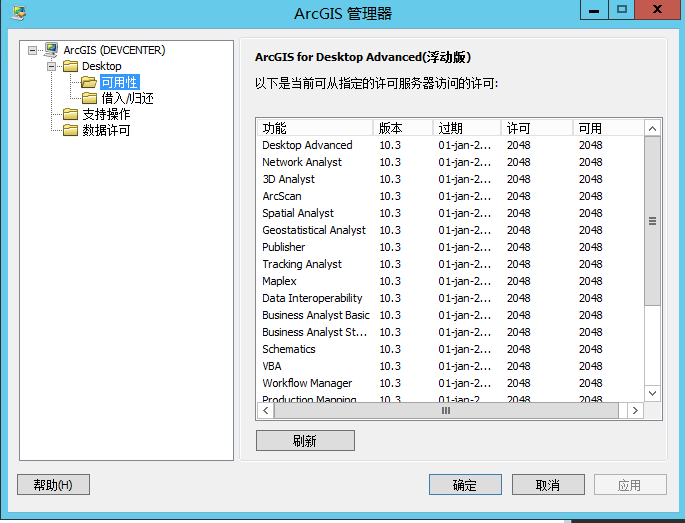 ArcGIS 管理器
ArcGIS (DEVCENTER)
Desktop
可用性
借入/归还
支持操作
数据许可
ArcGIS for Desktop Advanced(浮动版)
以下是当前可从指定的许可服务器访问的许可:
功能 版本 过期 许可 可用
Desktop Advanced 10.3 01-jan-2... 2048 2048
Network Analyst 10.3 01-jan-2... 2048 2048
3D Analyst 10.3 01-jan-2... 2048 2048
ArcScan 10.3 01-jan-2... 2048 2048
Spatial Analyst 10.3 01-jan-2... 2048 2048
Geostatistical Analyst 10.3 01-jan-2... 2048 2048
Publisher 10.3 01-jan-2... 2048 2048
Tracking Analyst 10.3 01-jan-2... 2048 2048
Maplex 10.3 01-jan-2... 2048 2048
Data Interoperability 10.3 01-jan-2... 2048 2048
Business Analyst Basic 10.3 01-jan-2... 2048 2048
Business Analyst St... 10.3 01-jan-2... 2048 2048
Schematics 10.3 01-jan-2... 2048 2048
VBA 10.3 01-jan-2... 2048 2048
Workflow Manager 10.3 01-jan-2... 2048 2048
Production Mapping 10.3 01-jan-2 2048 2048
刷新
帮助(H) 确定 取消 应用